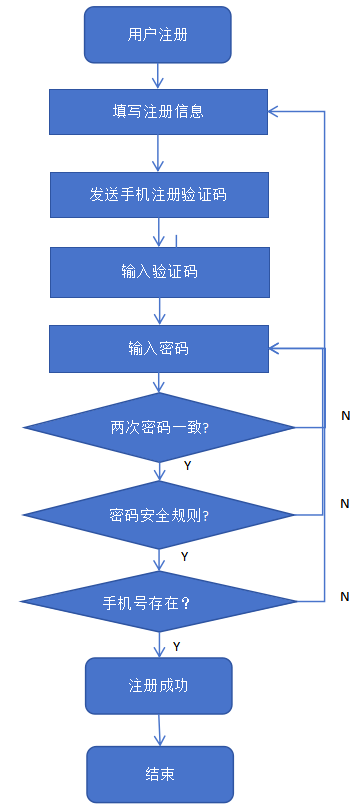 用户注册
填写注册信息
发送手机注册验证码
输入验证码
输入密码
两次密码一致?
N
Y
密码安全规则?
N
Y
手机号存在?
N
Y
注册成功
结束